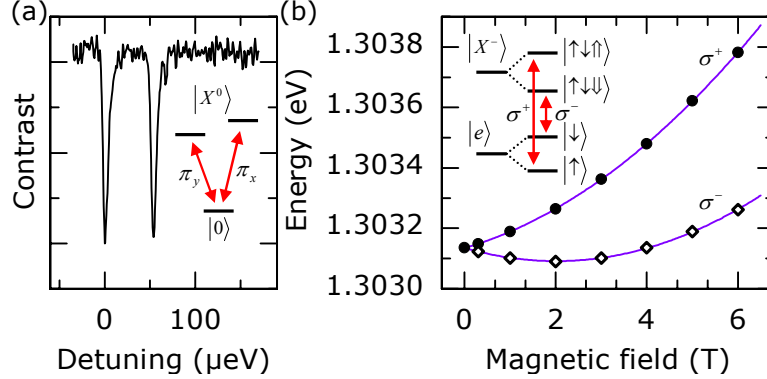 (a)
Contrast
|X⁰⟩
π_y
π_x
|0⟩
0
100
Detuning (µeV)
(b)
Energy (eV)
1.3038
1.3036
1.3034
1.3032
1.3030
|X⁻⟩
|↑↓⇑⟩
|↑↓⇓⟩
σ⁺
σ⁻
|e⟩
|↓⟩
|↑⟩
σ⁺
σ⁻
0
2
4
6
Magnetic field (T)